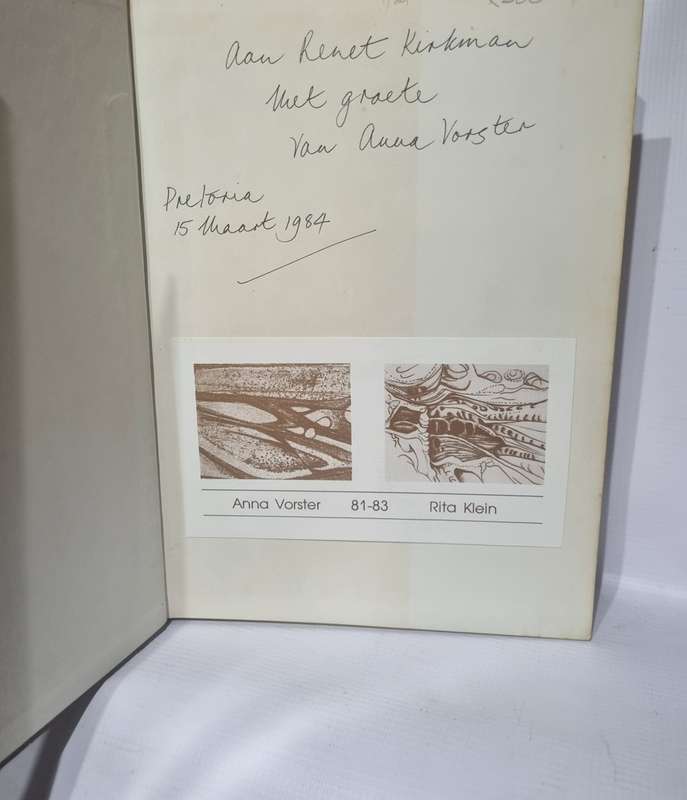 Aan Renet Kirkman
Met groete
Van Anna Vorster
Pretoria
15 Maart 1984
Anna Vorster 81-83 Rita Klein